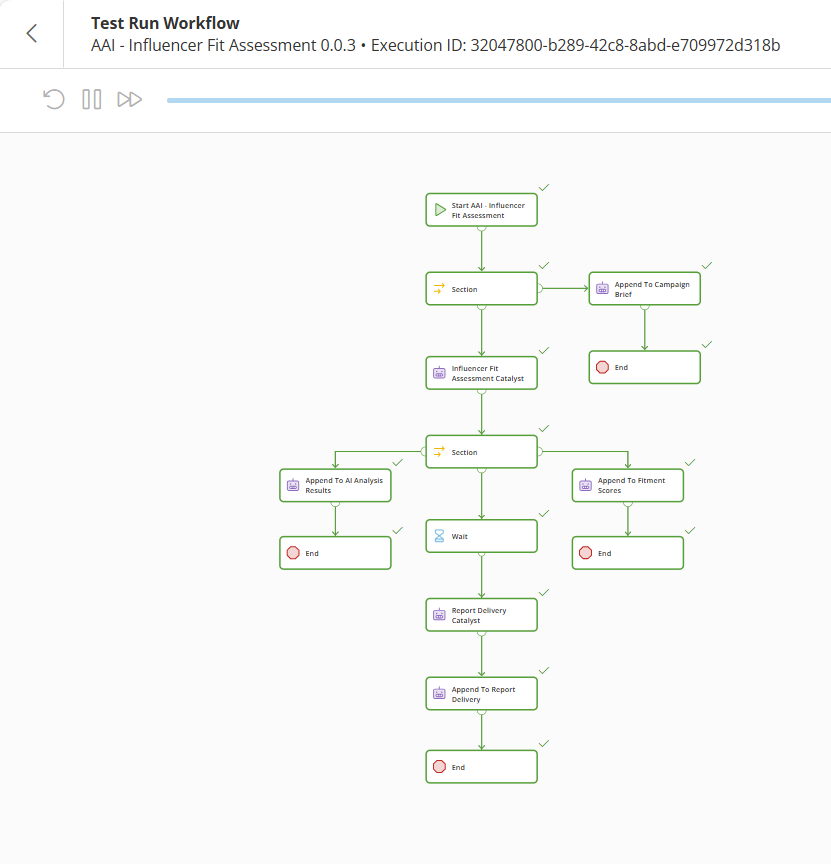 Test Run Workflow
AAI - Influencer Fit Assessment 0.0.3 • Execution ID: 32047800-b289-42c8-8abd-e709972d318b
Start AAI - Influencer
Fit Assessment
Section
Append To Campaign
Brief
Influencer Fit
Assessment Catalyst
End
Section
Append To AI Analysis
Results
Append To Fitment
Scores
Wait
End
End
Report Delivery
Catalyst
Append To Report
Delivery
End